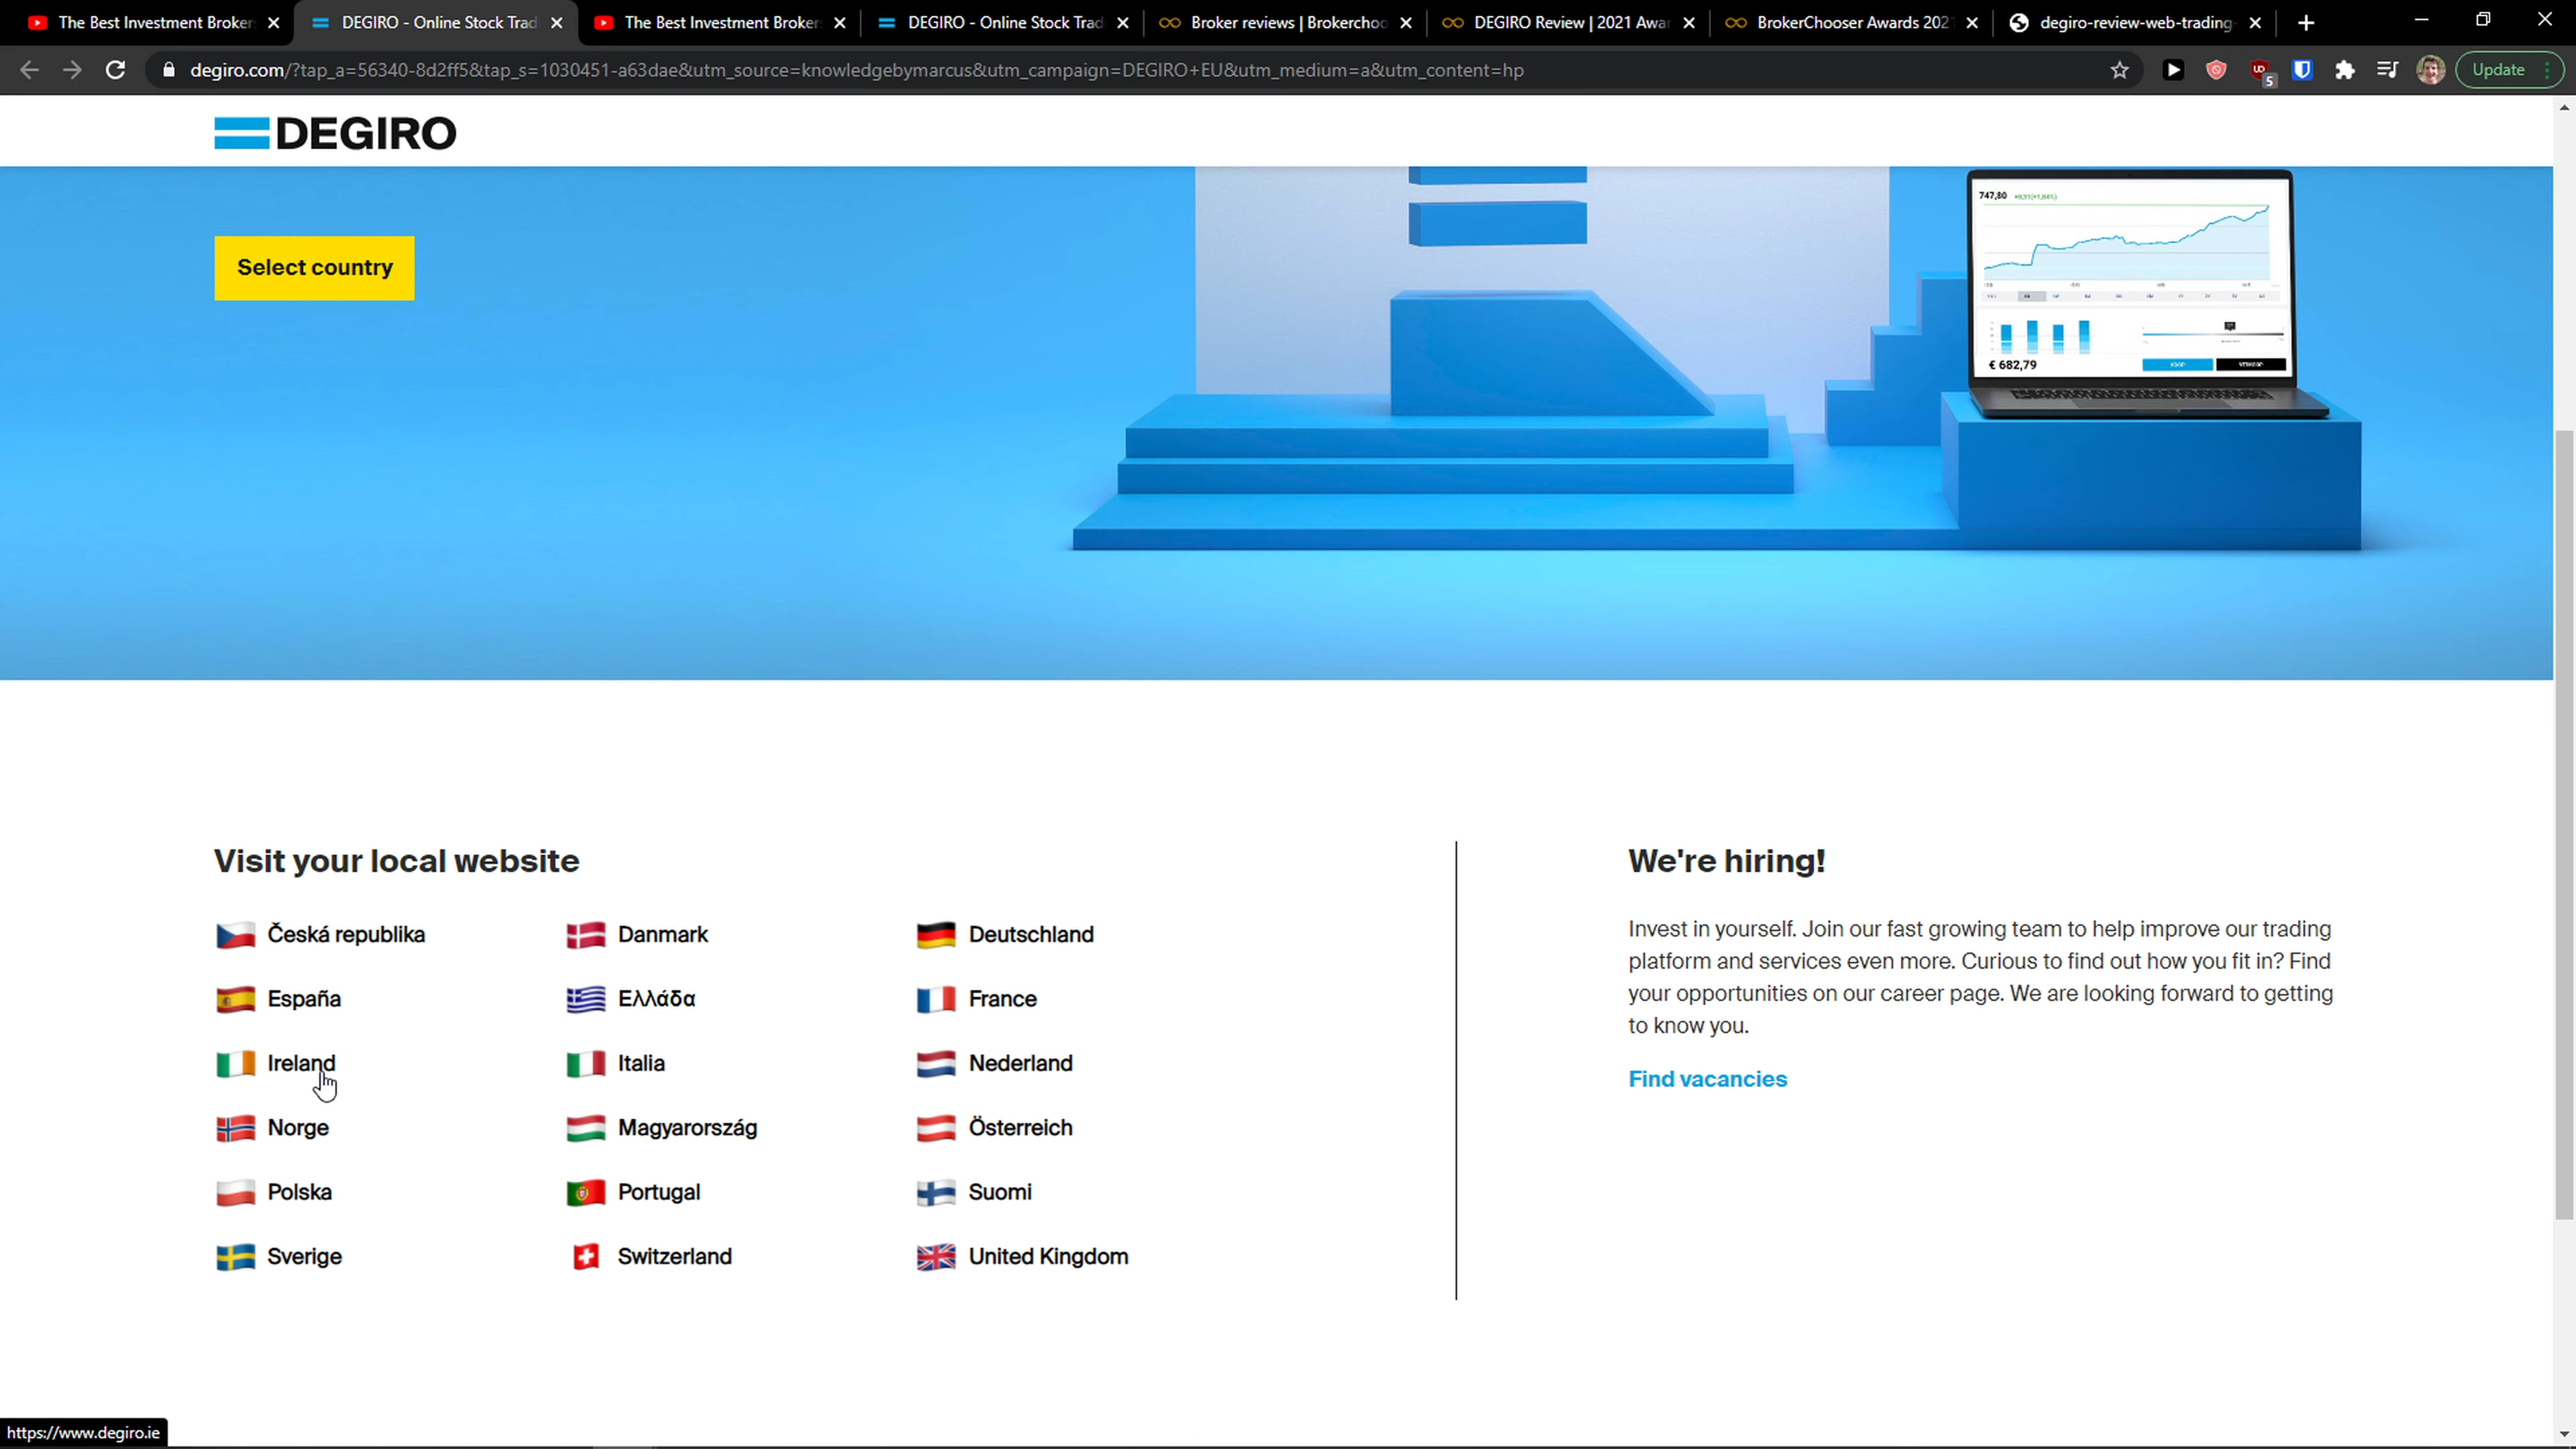 The Best Investment Broker
DEGIRO - Online Stock Trad
The Best Investment Broker
DEGIRO - Online Stock Trad
Broker reviews | Brokerchoo
DEGIRO Review | 2021 Awa
BrokerChooser Awards 202
degiro-review-web-trading-
degiro.com/?tap_a=56340-8d2ff5&tap_s=1030451-a63dae&utm_source=knowledgebymarcus&utm_campaign=DEGIRO+EU&utm_medium=a&utm_content=hp
5
Update
DEGIRO
Select country
747,80
€ 682,79
Visit your local website
Česká republika
Danmark
Deutschland
España
Ελλάδα
France
Ireland
Italia
Nederland
Norge
Magyarország
Österreich
Polska
Portugal
Suomi
Sverige
Switzerland
United Kingdom
We're hiring!
Invest in yourself. Join our fast growing team to help improve our trading
platform and services even more. Curious to find out how you fit in? Find
your opportunities on our career page. We are looking forward to getting
to know you.
Find vacancies
https://www.degiro.ie